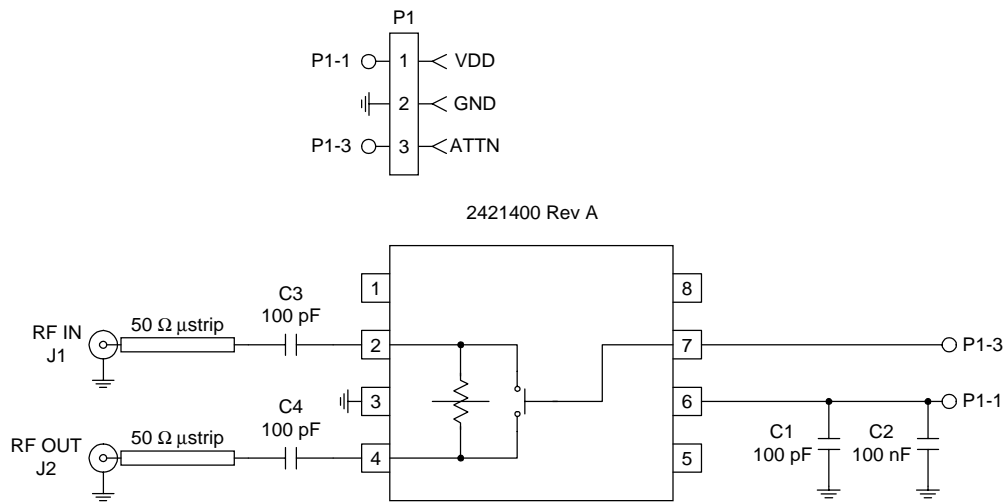 P1
P1-1 1 VDD
2 GND
P1-3 3 ATTN
2421400 Rev A
1 8
C3
100 pF
50 Ω μstrip
RF IN
J1
2 7 P1-3
3 6 P1-1
C4
100 pF
50 Ω μstrip
RF OUT
J2
4 5
C1
100 pF
C2
100 nF